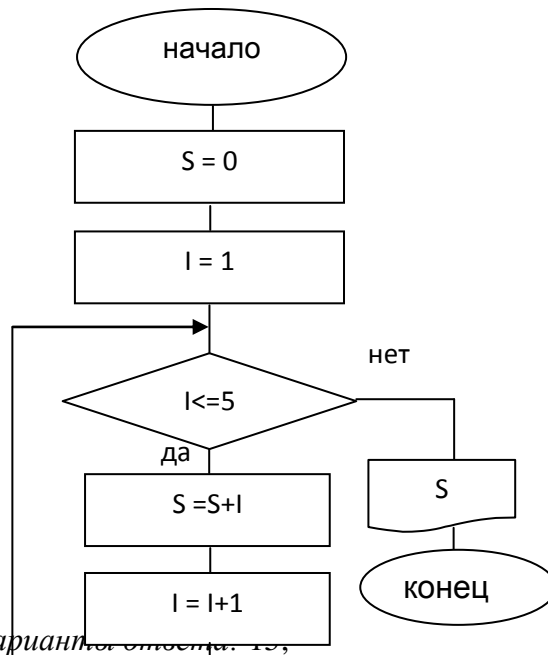 начало
S = 0
I = 1
нет
I<=5
да
S =S+I
S
I = I+1
конец